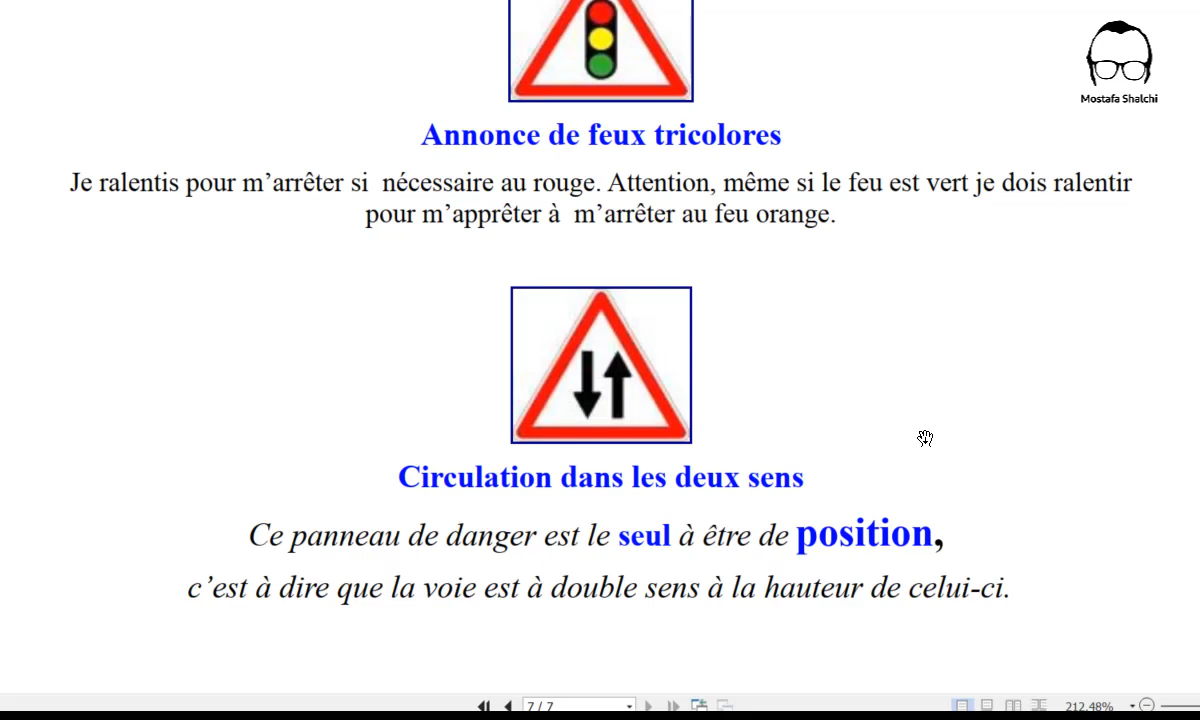 Mostafa Shalchi
Annonce de feux tricolores
Je ralentis pour m’arrêter si  nécessaire au rouge. Attention, même si le feu est vert je dois ralentir
pour m’apprêter à  m’arrêter au feu orange.
Circulation dans les deux sens
Ce panneau de danger est le seul à être de position,
c’est à dire que la voie est à double sens à la hauteur de celui-ci.
7 / 7
212,48%